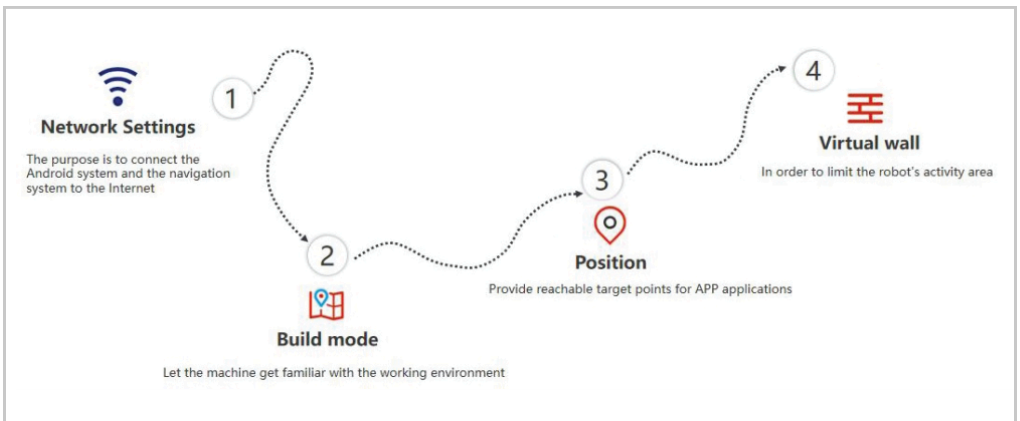 1
Network Settings
The purpose is to connect the
Android system and the navigation
system to the Internet
2
Build mode
Let the machine get familiar with the working environment
3
Position
Provide reachable target points for APP applications
4
Virtual wall
In order to limit the robot's activity area